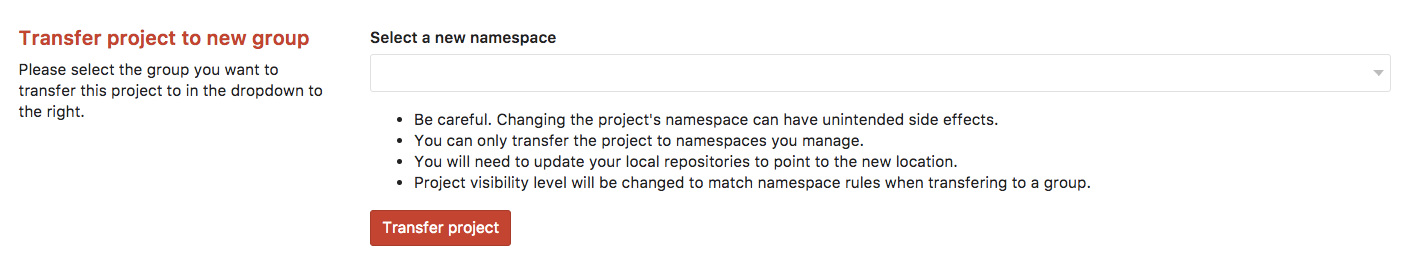 Transfer project to new group
Please select the group you want to
transfer this project to in the dropdown to
the right.
Select a new namespace
• Be careful. Changing the project's namespace can have unintended side effects.
• You can only transfer the project to namespaces you manage.
• You will need to update your local repositories to point to the new location.
• Project visibility level will be changed to match namespace rules when transfering to a group.
Transfer project